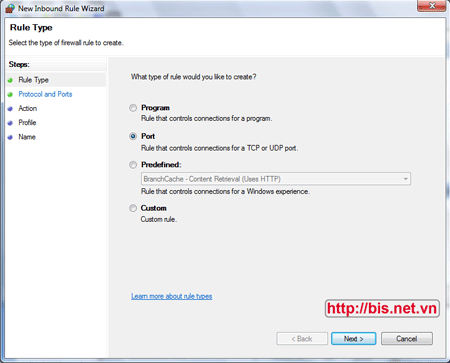 New Inbound Rule Wizard
Rule Type
Select the type of firewall rule to create.
Steps:
Rule Type
Protocol and Ports
Action
Profile
Name
What type of rule would you like to create?
Program
Rule that controls connections for a program.
Port
Rule that controls connections for a TCP or UDP port.
Predefined:
BranchCache - Content Retrieval (Uses HTTP)
Rule that controls connections for a Windows experience.
Custom
Custom rule.
Learn more about rule types
http://bis.net.vn
< Back
Next >
Cancel